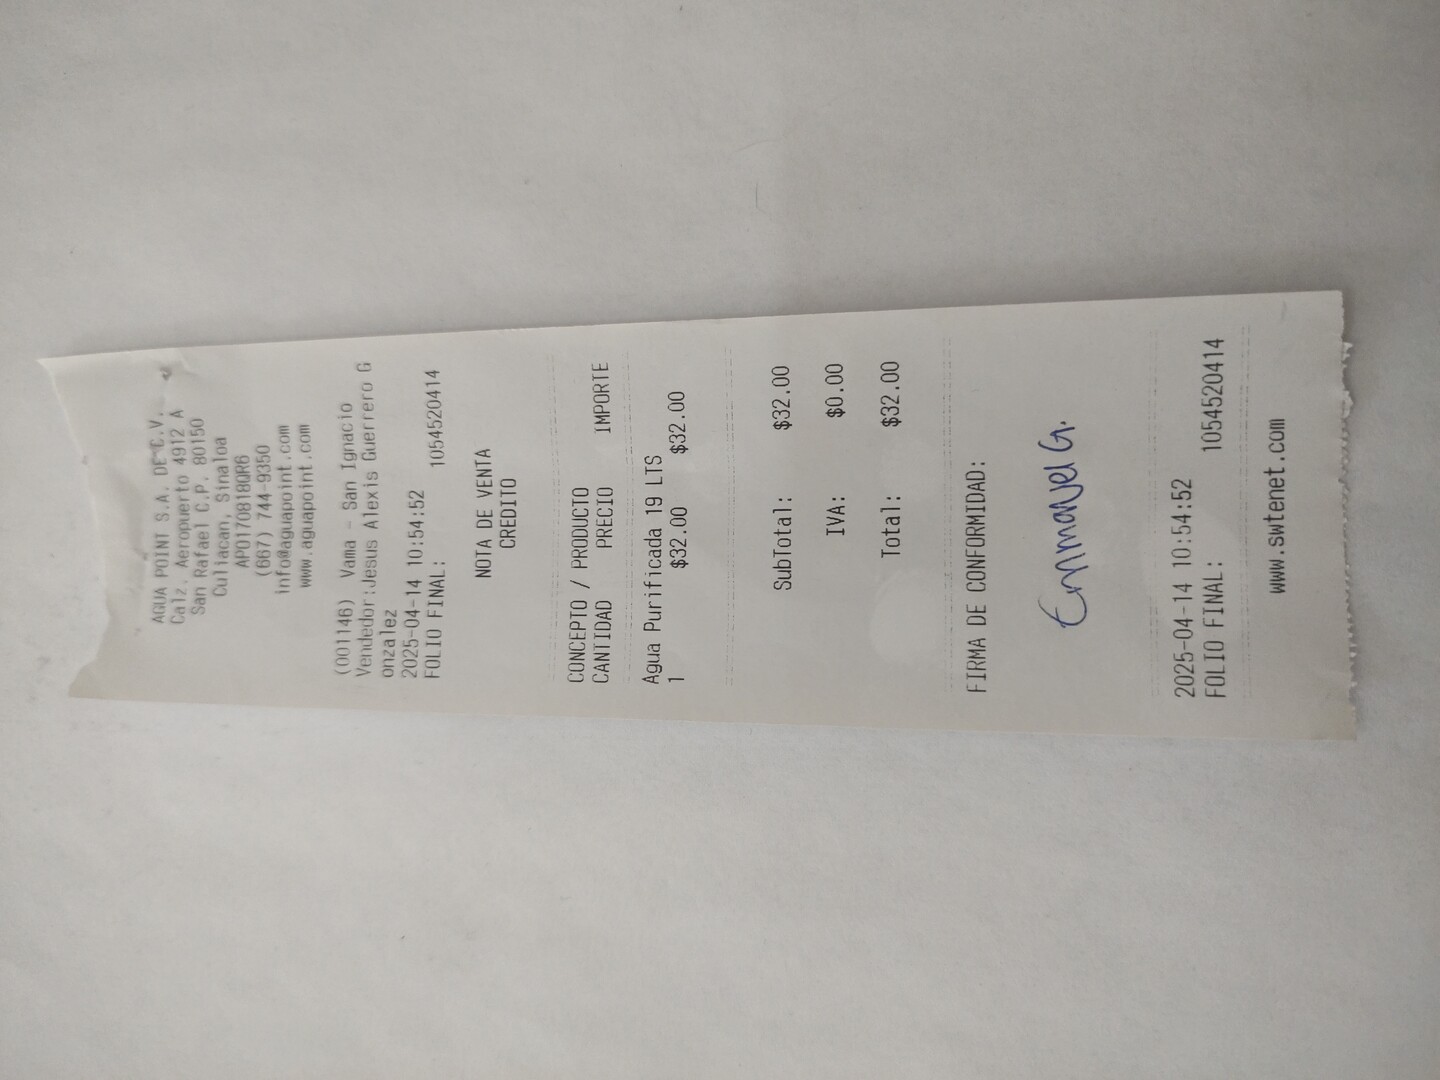 AGUA POINT S.A. DE C.V.
Calz. Aeropuerto 4912 A
San Rafael C.P. 80150
Culiacan, Sinaloa
APO170818QR6
(667) 744-9350
info@aguapoint.com
www.aguapoint.com
(001146) Vama - San Ignacio
Vendedor:Jesus Alexis Guerrero G
onzalez
2025-04-14 10:54:52
FOLIO FINAL: 1054520414
NOTA DE VENTA
CREDITO
CONCEPTO / PRODUCTO
CANTIDAD PRECIO IMPORTE
Agua Purificada 19 LTS
1 $32.00 $32.00
SubTotal: $32.00
IVA: $0.00
Total: $32.00
FIRMA DE CONFORMIDAD:
Emmanuel G.
2025-04-14 10:54:52
FOLIO FINAL: 1054520414
www.swtenet.com